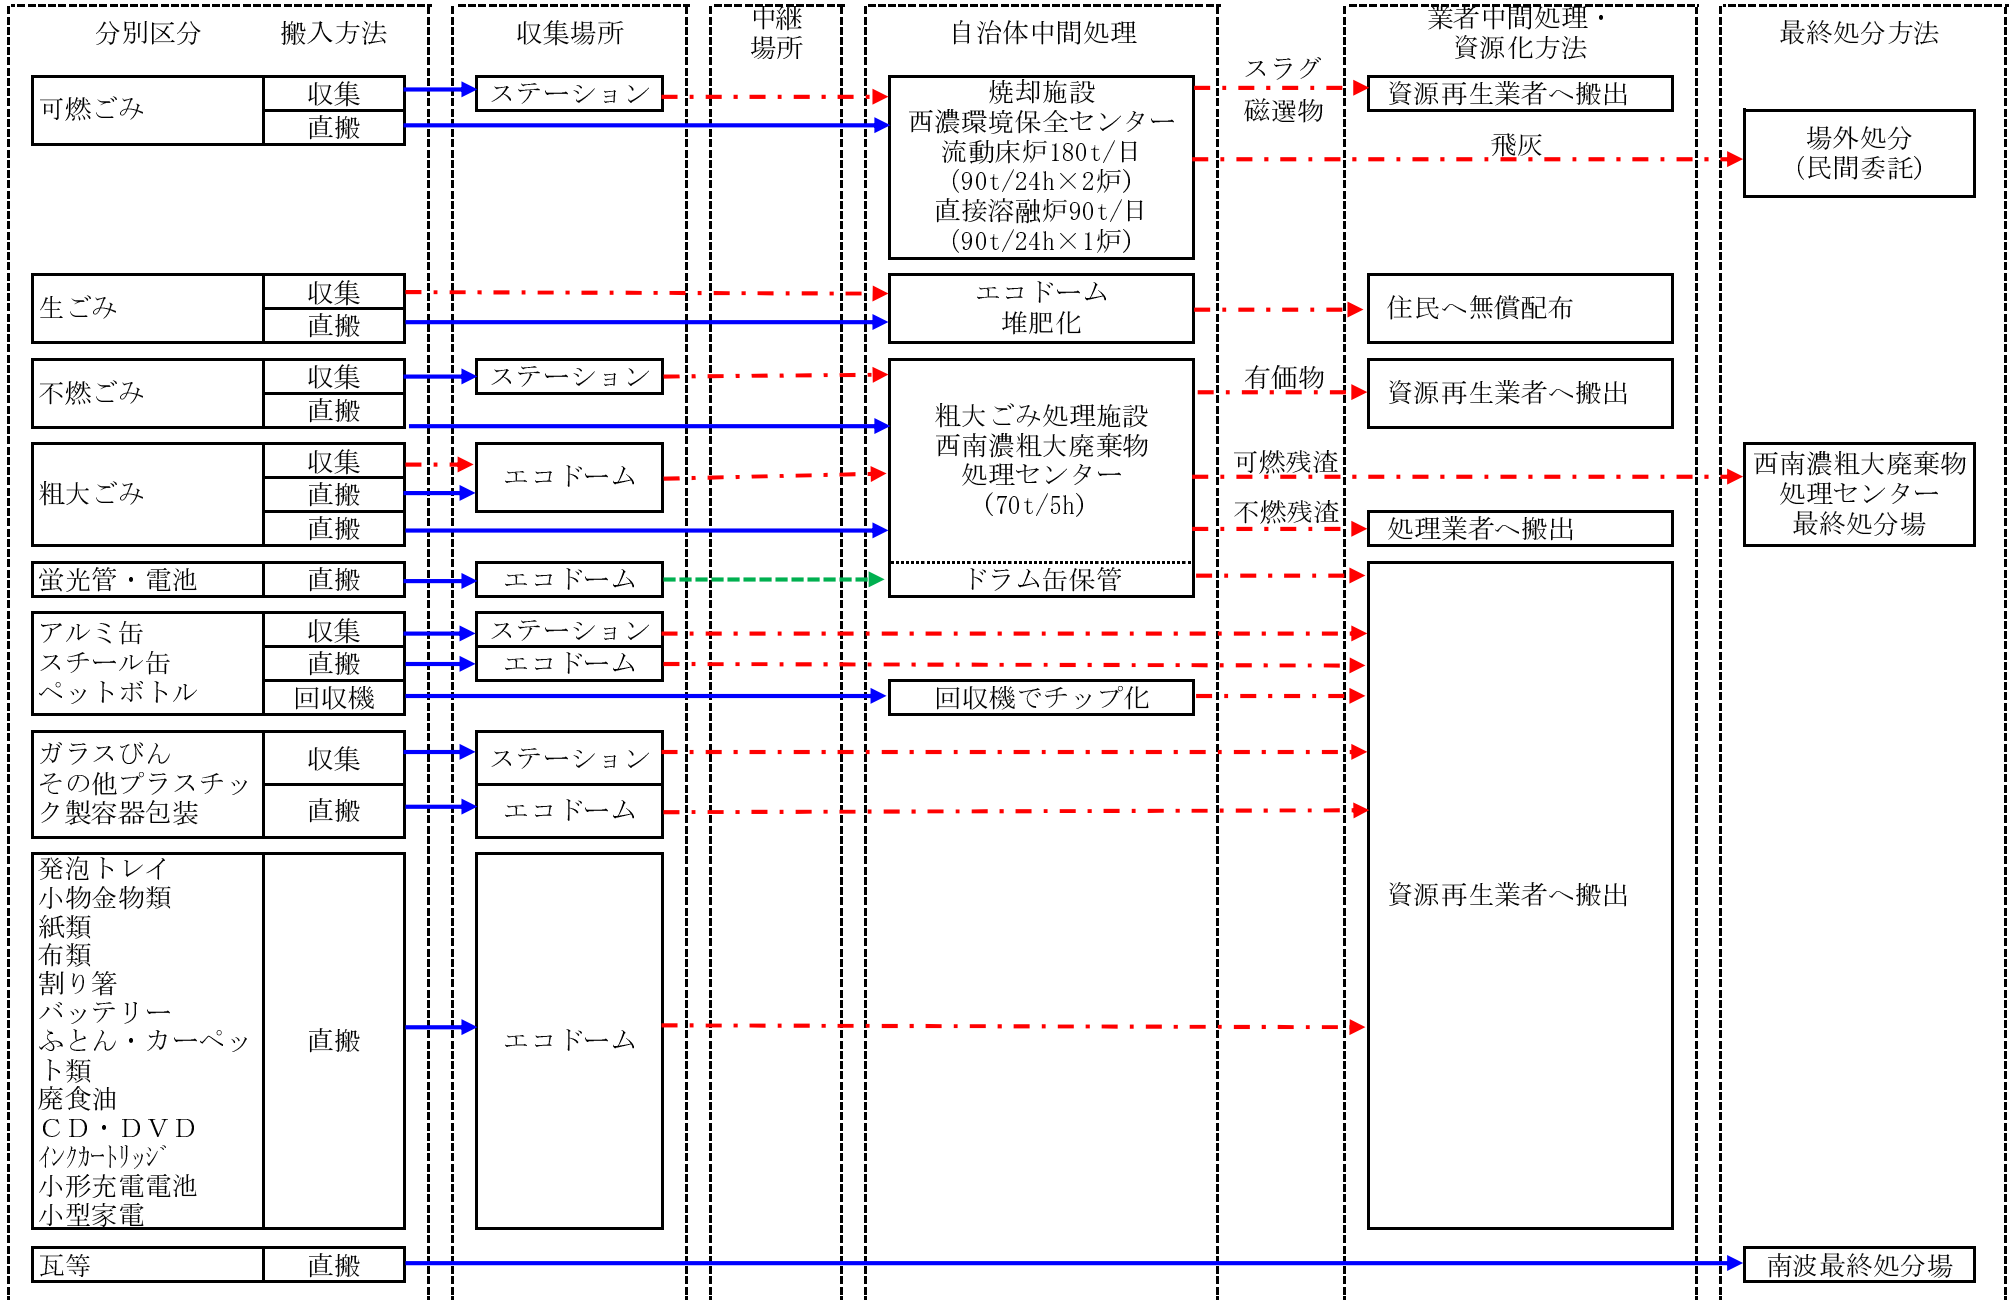 分別区分
搬入方法
収集場所
中継
場所
自治体中間処理
業者中間処理・
資源化方法
最終処分方法
可燃ごみ
収集
直搬
ステーション
焼却施設
西濃環境保全センター
流動床炉180t/日
(90t/24h×2炉)
直接溶融炉90t/日
(90t/24h×1炉)
スラグ
磁選物
資源再生業者へ搬出
飛灰
場外処分
(民間委託)
生ごみ
収集
直搬
エコドーム
堆肥化
住民へ無償配布
不燃ごみ
収集
直搬
ステーション
粗大ごみ処理施設
西南濃粗大廃棄物
処理センター
(70t/5h)
有価物
資源再生業者へ搬出
粗大ごみ
収集
直搬
直搬
エコドーム
可燃残渣
不燃残渣
処理業者へ搬出
西南濃粗大廃棄物
処理センター
最終処分場
蛍光管・電池
直搬
エコドーム
ドラム缶保管
アルミ缶
スチール缶
ペットボトル
収集
直搬
回収機
ステーション
エコドーム
回収機でチップ化
ガラスびん
その他プラスチッ
ク製容器包装
収集
直搬
ステーション
エコドーム
資源再生業者へ搬出
発泡トレイ
小物金物類
紙類
布類
割り箸
バッテリー
ふとん・カーペッ
ト類
廃食油
ＣＤ・ＤＶＤ
ｲﾝｸｶｰﾄﾘｯｼﾞ
小形充電電池
小型家電
直搬
エコドーム
瓦等
直搬
南波最終処分場